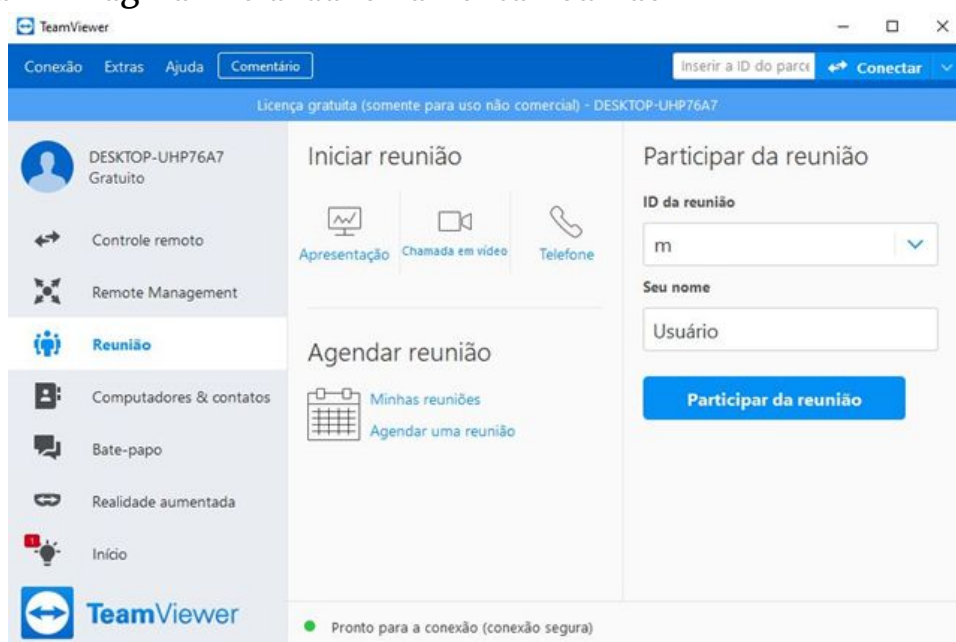 TeamViewer
Conexão Extras Ajuda Comentário Inserir a ID do parce Conectar
Licença gratuita (somente para uso não comercial) - DESKTOP-UHP76A7
DESKTOP-UHP76A7
Gratuito
Controle remoto
Remote Management
Reunião
Computadores & contatos
Bate-papo
Realidade aumentada
1
Início
TeamViewer
Iniciar reunião
Apresentação Chamada em vídeo Telefone
Agendar reunião
Minhas reuniões
Agendar uma reunião
Participar da reunião
ID da reunião
m
Seu nome
Usuário
Participar da reunião
Pronto para a conexão (conexão segura)